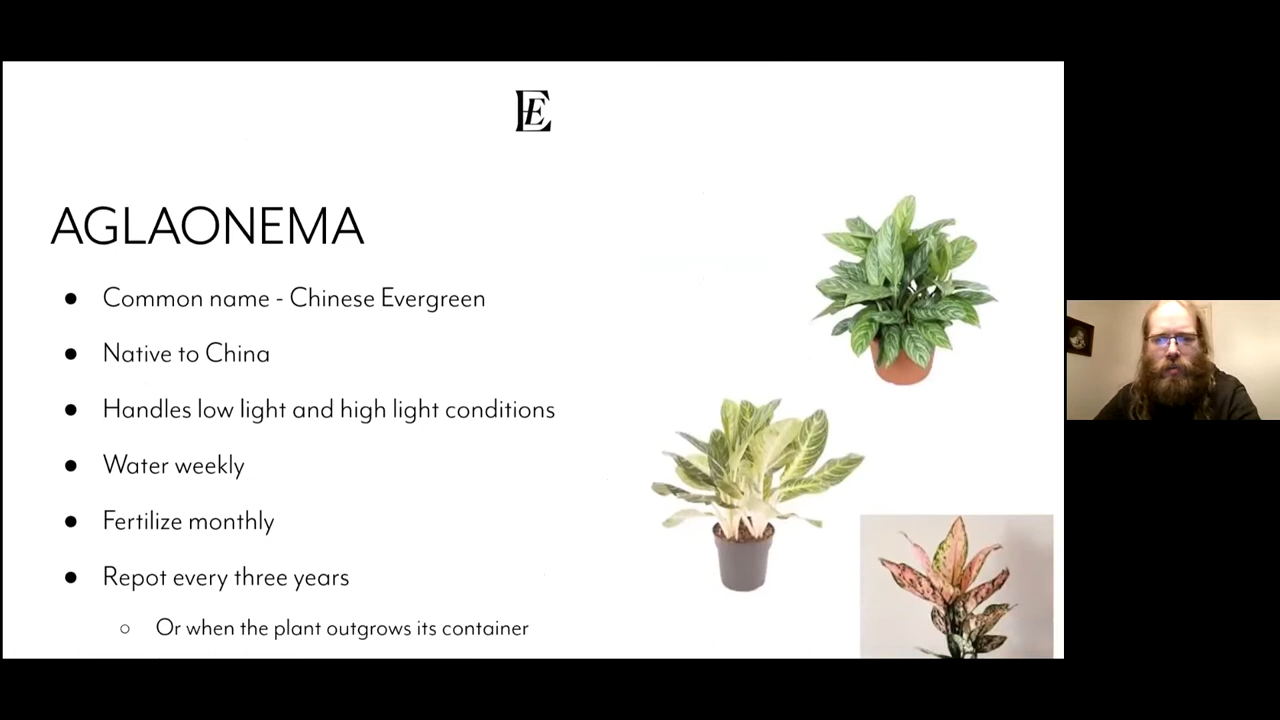 E
AGLAONEMA
● Common name - Chinese Evergreen
● Native to China
● Handles low light and high light conditions
● Water weekly
● Fertilize monthly
● Repot every three years
○ Or when the plant outgrows its container